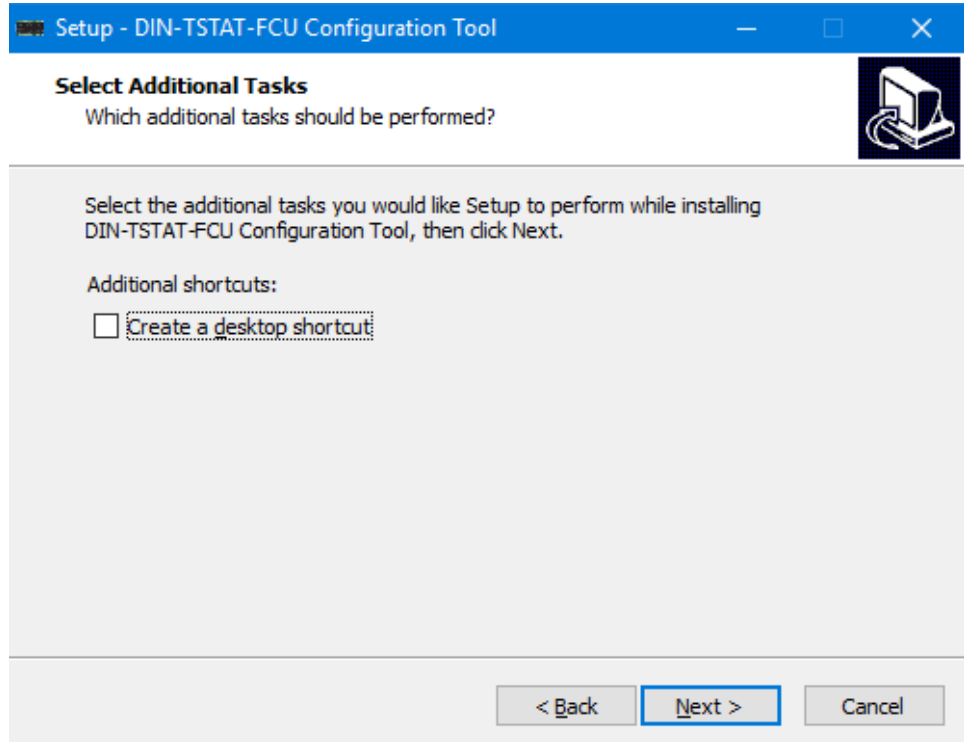 Setup - DIN-TSTAT-FCU Configuration Tool
Select Additional Tasks
Which additional tasks should be performed?
Select the additional tasks you would like Setup to perform while installing
DIN-TSTAT-FCU Configuration Tool, then click Next.
Additional shortcuts:
Create a desktop shortcut
< Back
Next >
Cancel